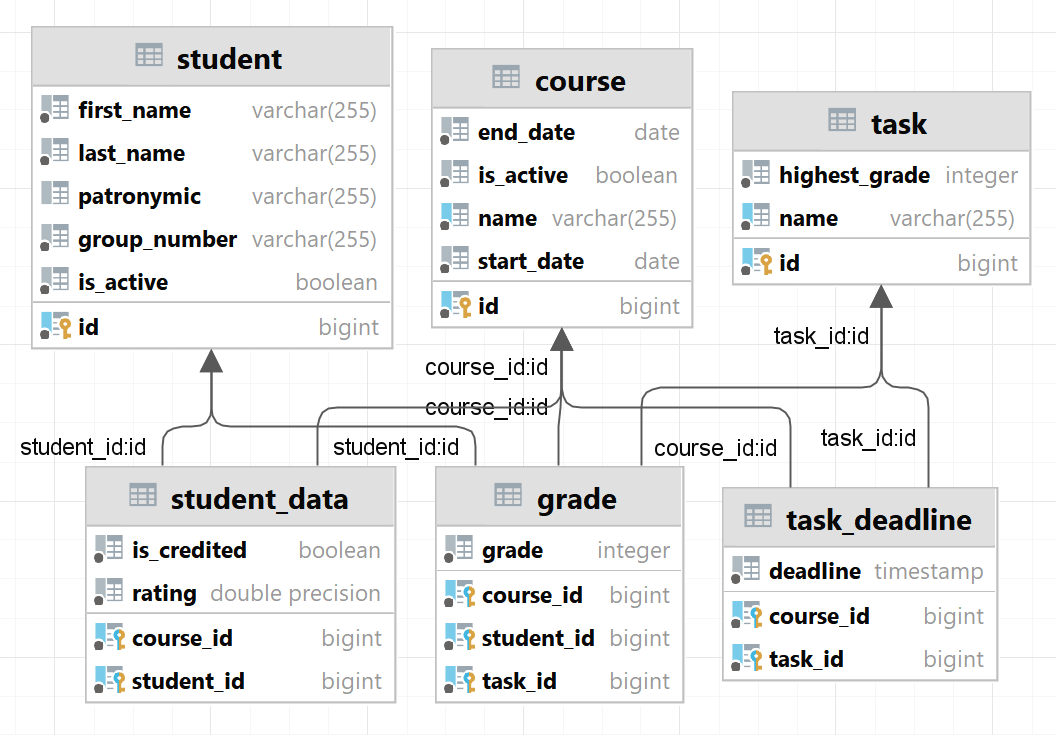 student
first_name varchar(255)
last_name varchar(255)
patronymic varchar(255)
group_number varchar(255)
is_active boolean
id bigint
course
end_date date
is_active boolean
name varchar(255)
start_date date
id bigint
task
highest_grade integer
name varchar(255)
id bigint
task_id:id
course_id:id
course_id:id
student_id:id
student_id:id
course_id:id
task_id:id
student_data
is_credited boolean
rating double precision
course_id bigint
student_id bigint
grade
grade integer
course_id bigint
student_id bigint
task_id bigint
task_deadline
deadline timestamp
course_id bigint
task_id bigint